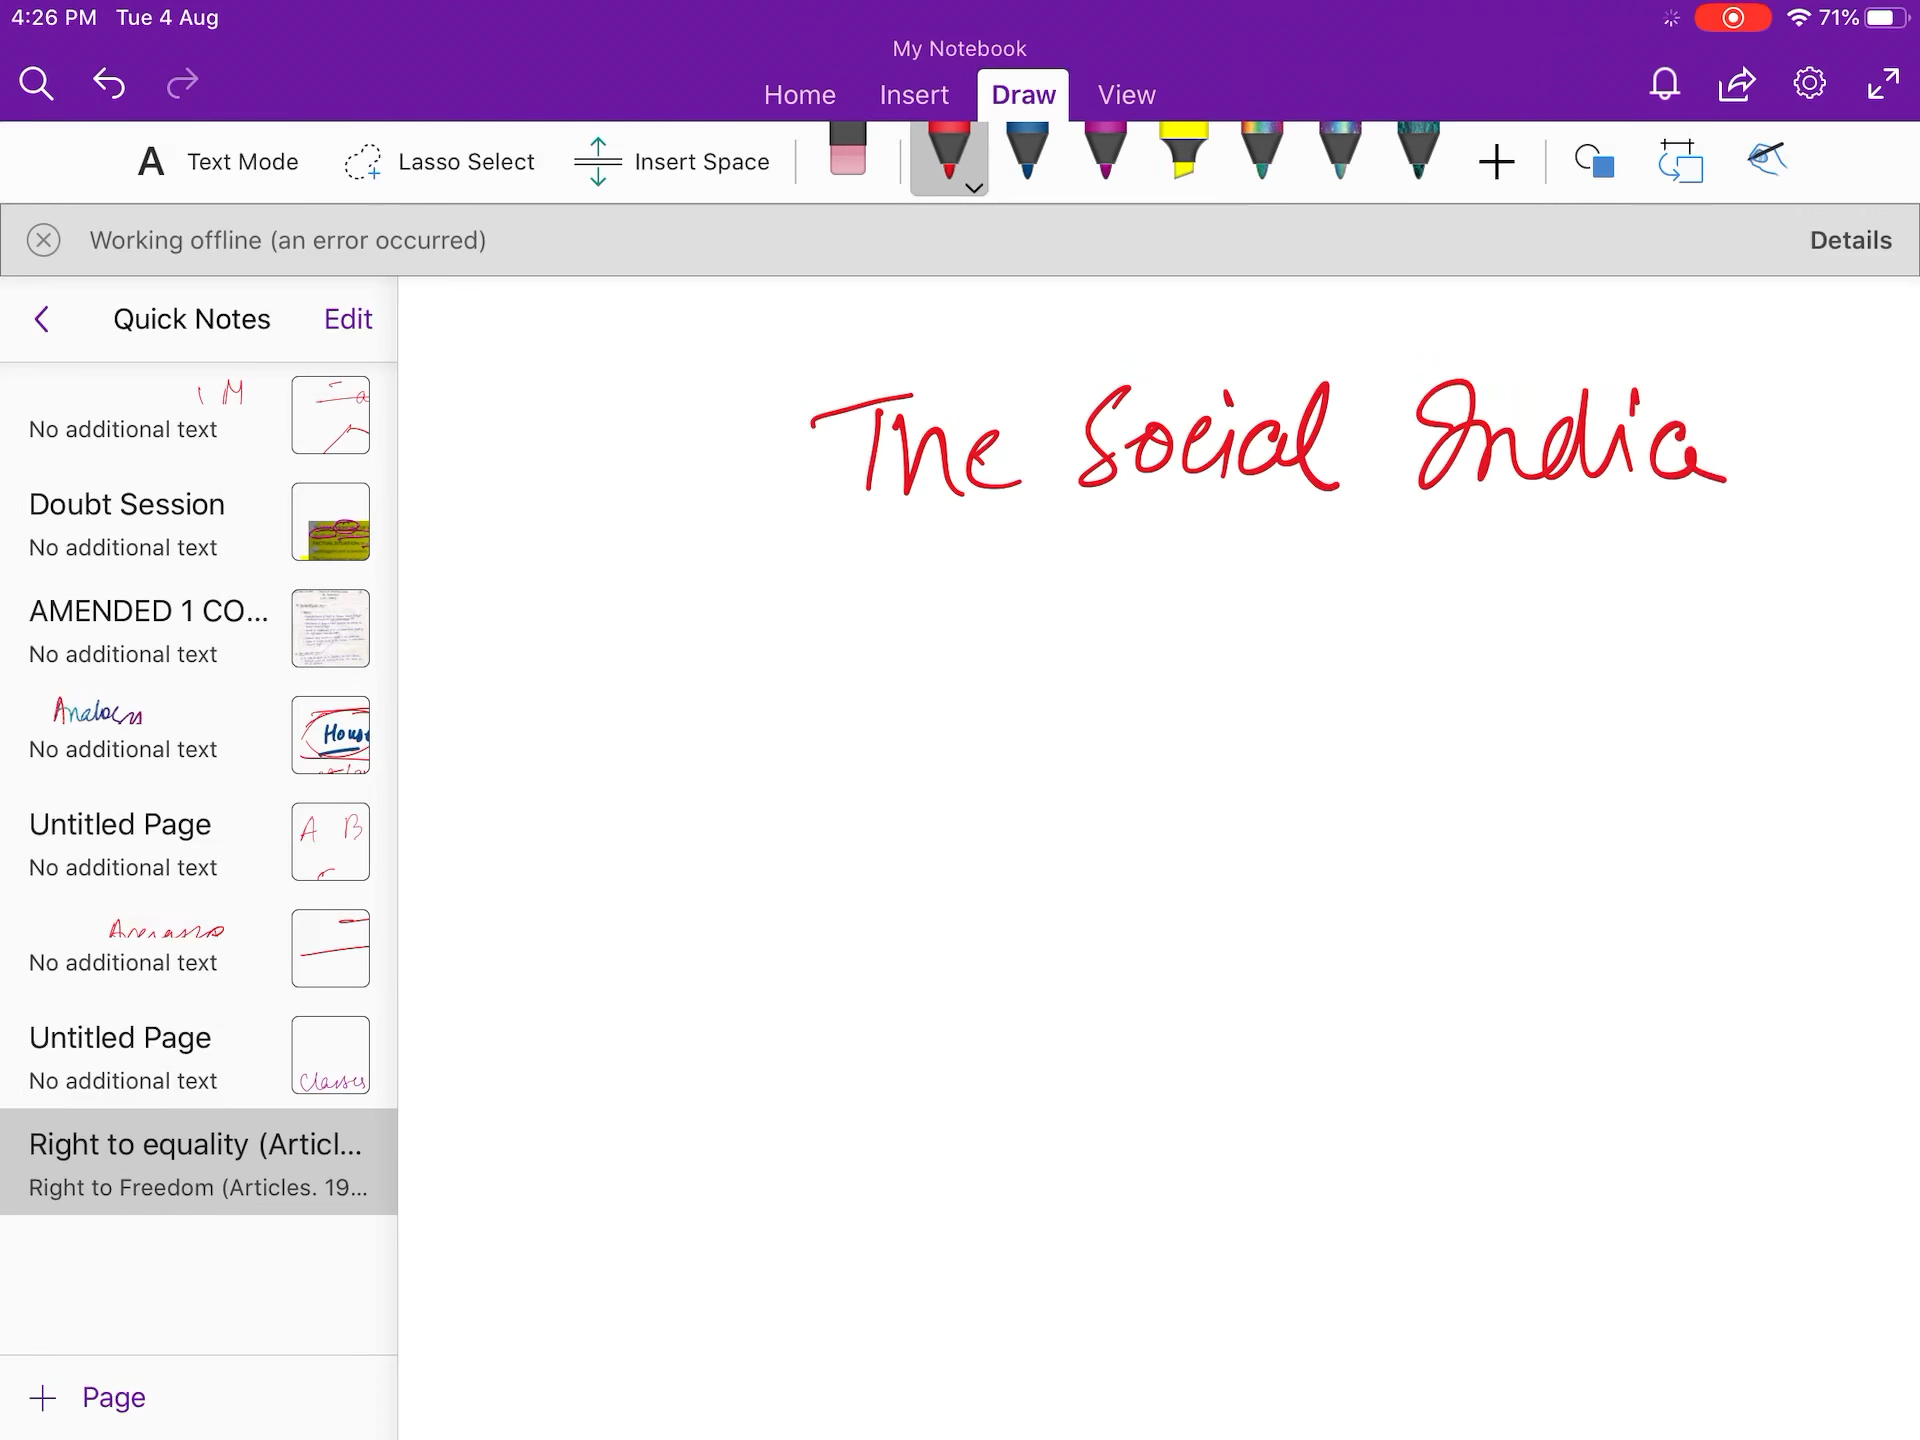 4:26 PM Tue 4 Aug
71%
My Notebook
Home Insert Draw View
A Text Mode Lasso Select Insert Space
Working offline (an error occurred) Details
Quick Notes Edit
The Social India
1 M
No additional text
Doubt Session
No additional text
AMENDED 1 CO...
No additional text
No additional text
Hous
Untitled Page
No additional text
A B
No additional text
Untitled Page
No additional text
Classes
Right to equality (Articl...
Right to Freedom (Articles. 19...
Page